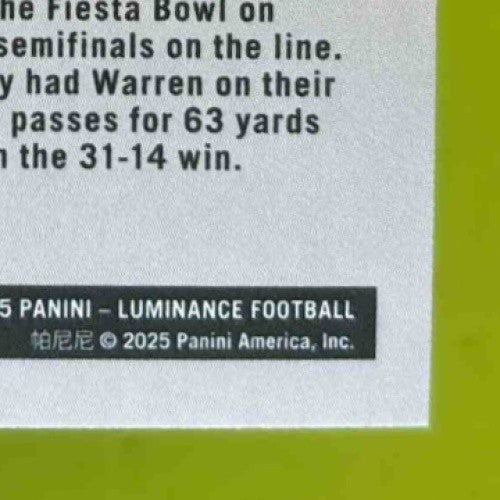 he Fiesta Bowl on
semifinals on the line.
y had Warren on their
passes for 63 yards
n the 31-14 win.
5 PANINI – LUMINANCE FOOTBALL
帕尼尼 © 2025 Panini America, Inc.